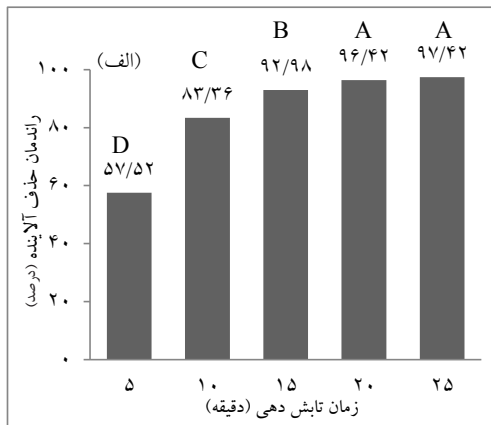 (الف)
D
C
B
A
A
۵۷/۵۲
۸۳/۳۶
۹۲/۹۸
۹۶/۴۲
۹۷/۴۲
راندمان حذف آلاینده (درصد)
۱۰۰
۸۰
۶۰
۴۰
۲۰
۰
۵
۱۰
۱۵
۲۰
۲۵
زمان تابش دهی (دقیقه)